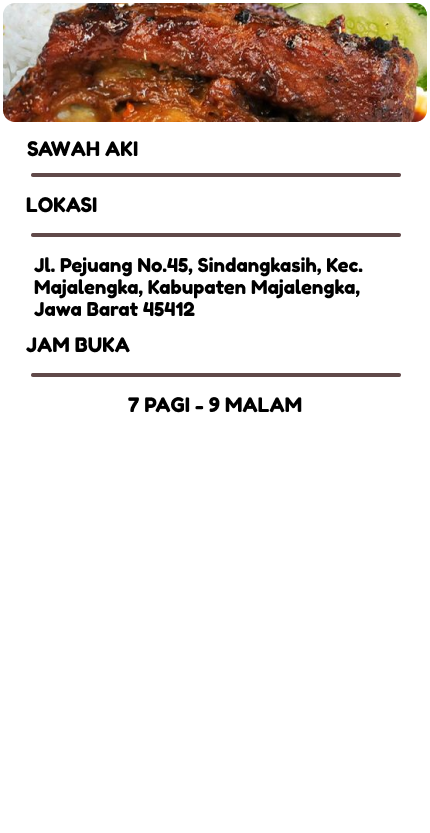 SAWAH AKI
LOKASI
Jl. Pejuang No.45, Sindangkasih, Kec.
Majalengka, Kabupaten Majalengka,
Jawa Barat 45412
JAM BUKA
7 PAGI - 9 MALAM